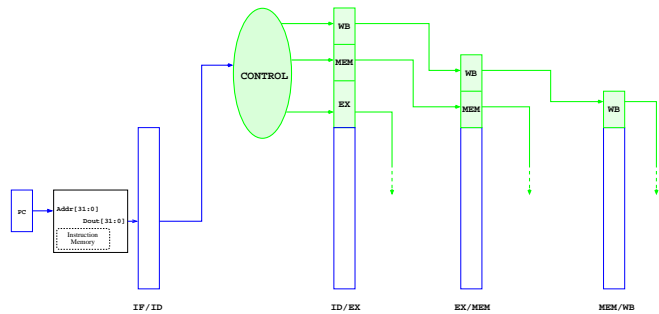 WB
CONTROL
MEM
WB
EX
MEM
WB
PC
Addr[31:0]
Dout[31:0]
Instruction
Memory
IF/ID
ID/EX
EX/MEM
MEM/WB